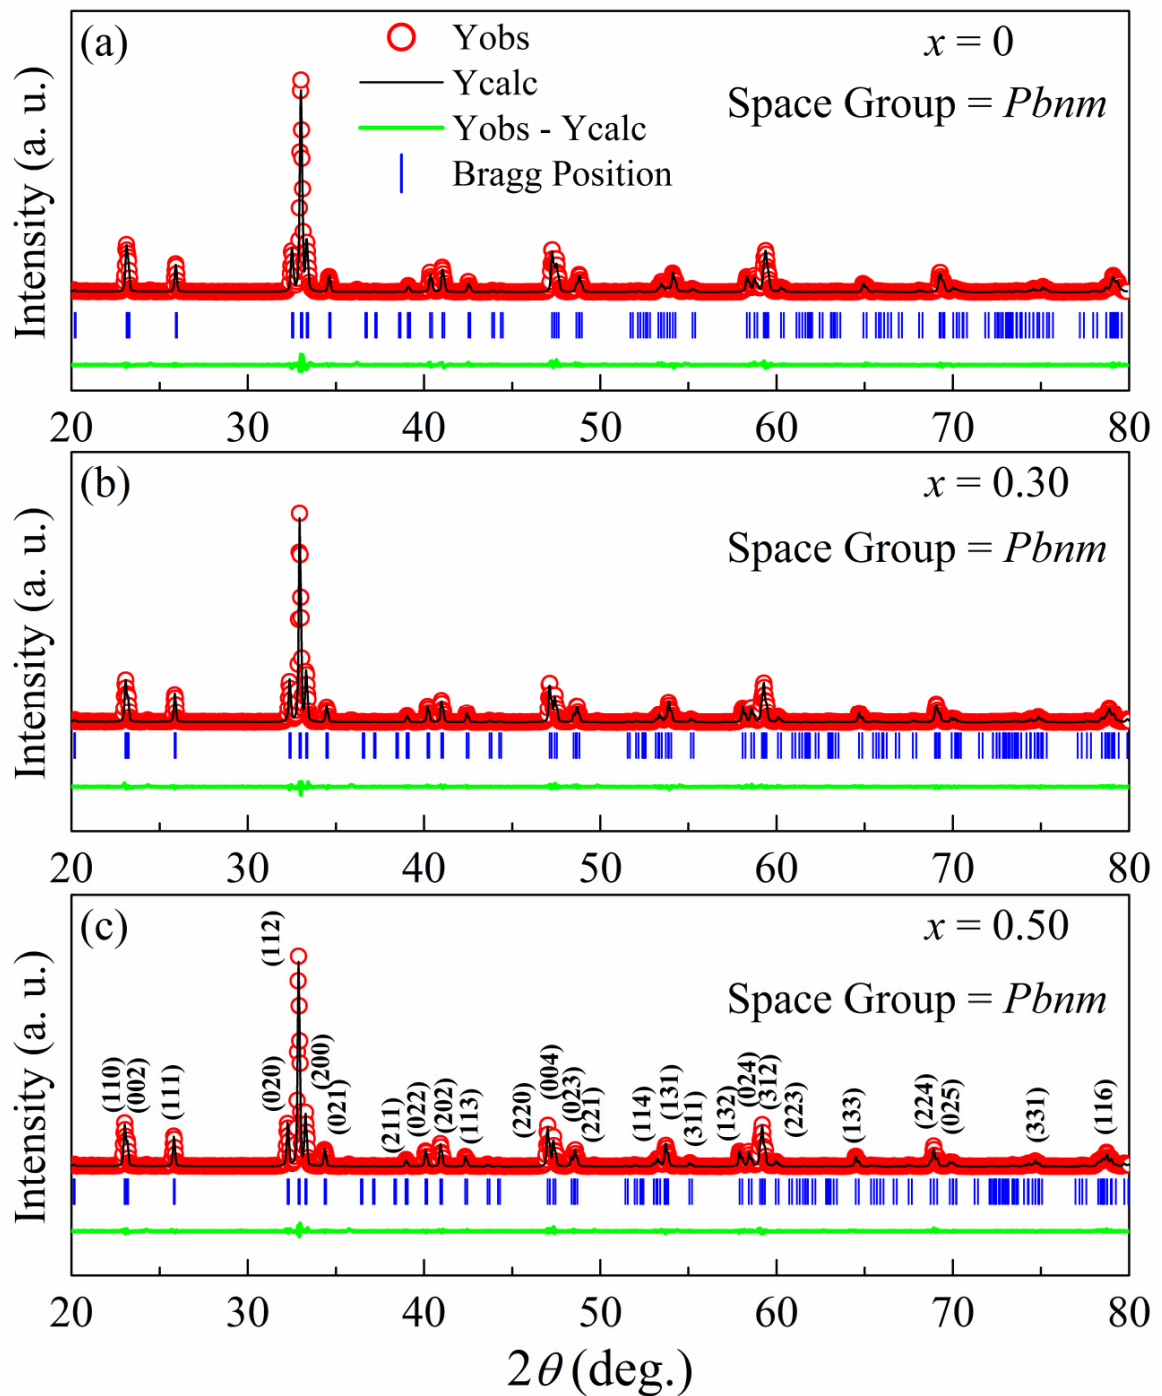 (a)
Yobs
Ycalc
Yobs - Ycalc
Bragg Position
x = 0
Space Group = Pbnm
Intensity (a. u.)
20 30 40 50 60 70 80
(b)
x = 0.30
Space Group = Pbnm
Intensity (a. u.)
20 30 40 50 60 70 80
(c)
x = 0.50
Space Group = Pbnm
Intensity (a. u.)
(110)
(002)
(111)
(020)
(112)
(200)
(021)
(211)
(022)
(202)
(113)
(220)
(004)
(023)
(221)
(114)
(131)
(311)
(132)
(024)
(312)
(223)
(133)
(224)
(025)
(331)
(116)
20 30 40 50 60 70 80
2θ (deg.)